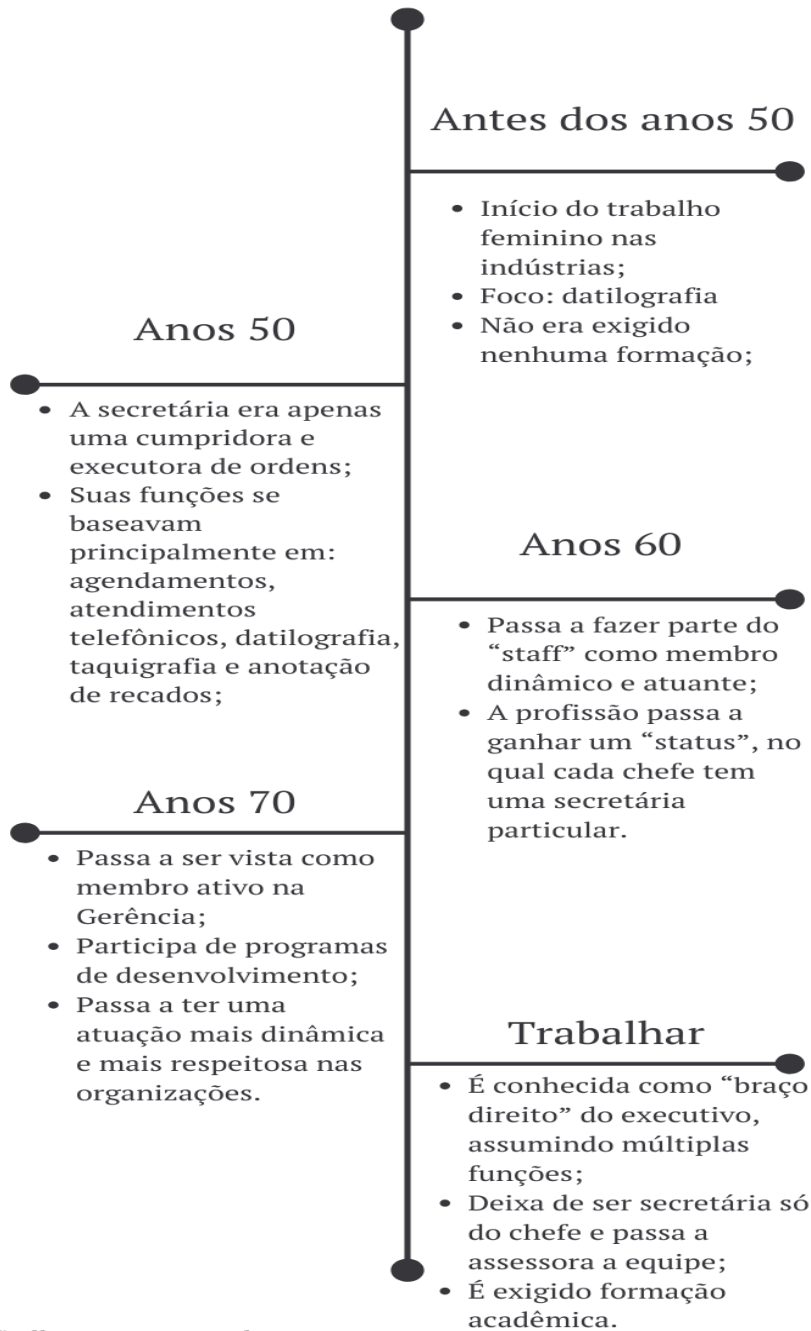 Antes dos anos 50
• Início do trabalho
feminino nas
indústrias;
• Foco: datilografia
• Não era exigido
nenhuma formação;
Anos 50
• A secretária era apenas
uma cumpridora e
executora de ordens;
• Suas funções se
baseavam
principalmente em:
agendamentos,
atendimentos
telefônicos, datilografia,
taquigrafia e anotação
de recados;
Anos 60
• Passa a fazer parte do
“staff” como membro
dinâmico e atuante;
• A profissão passa a
ganhar um “status”, no
qual cada chefe tem
uma secretária
particular.
Anos 70
• Passa a ser vista como
membro ativo na
Gerência;
• Participa de programas
de desenvolvimento;
• Passa a ter uma
atuação mais dinâmica
e mais respeitosa nas
organizações.
Trabalhar
• É conhecida como “braço
direito” do executivo,
assumindo múltiplas
funções;
• Deixa de ser secretária só
do chefe e passa a
assessora a equipe;
• É exigido formação
acadêmica.